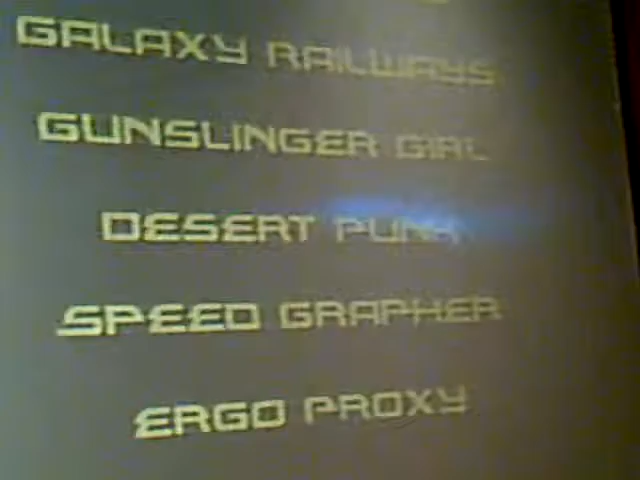 GALAXY RAILWAYS
GUNSLINGER GIRL
DESERT PUNK
SPEED GRAPHER
ERGO PROXY